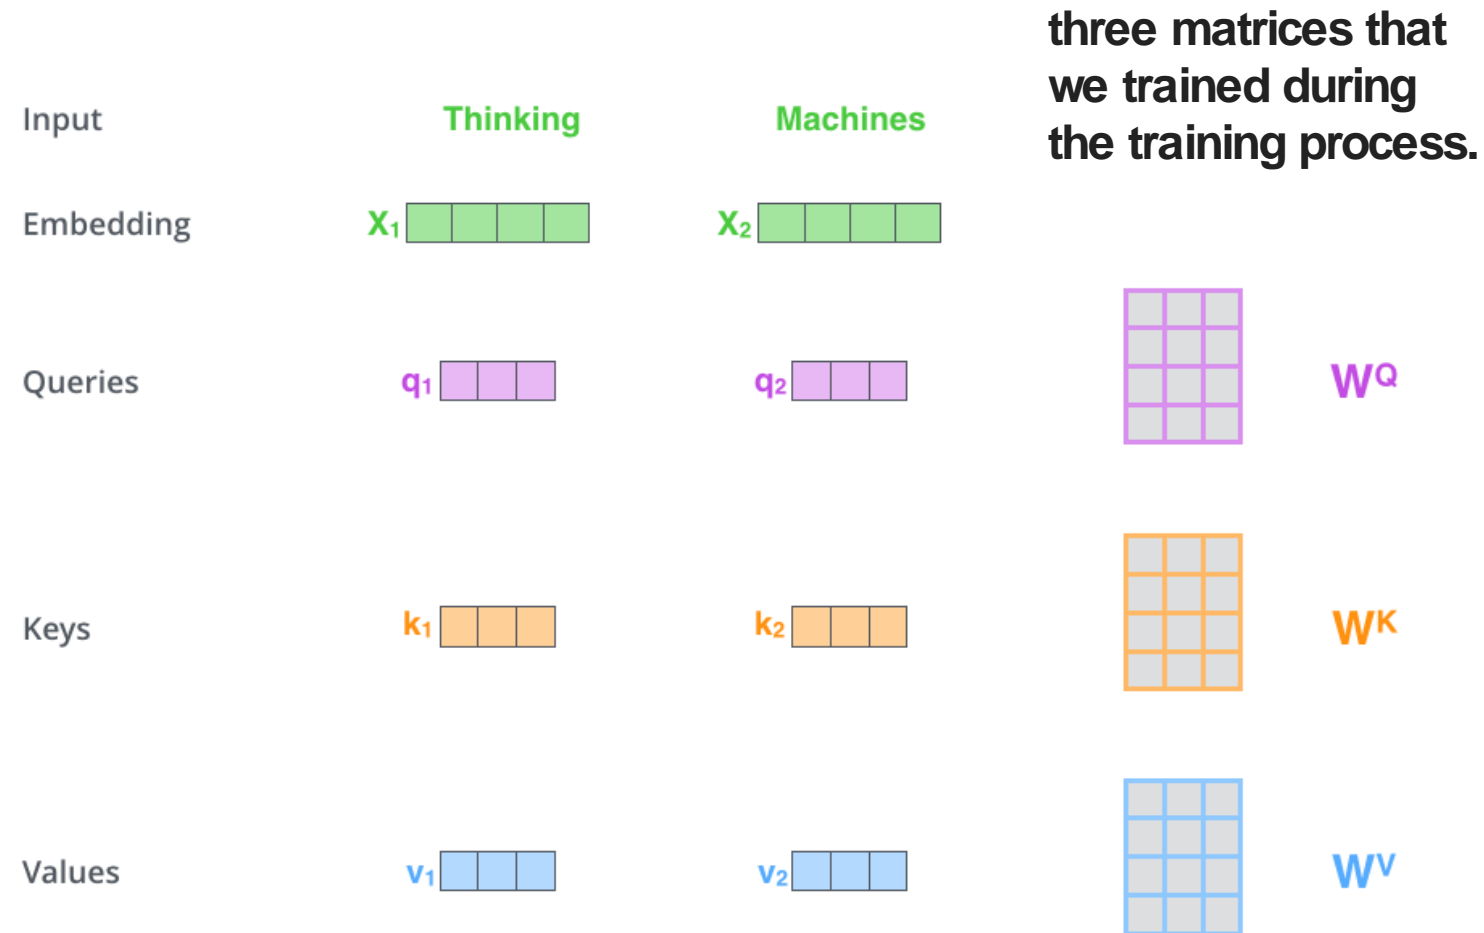 three matrices that
we trained during
the training process.
Input Thinking Machines
Embedding X1 X2
Queries q1 q2 WQ
Keys k1 k2 WK
Values v1 v2 WV